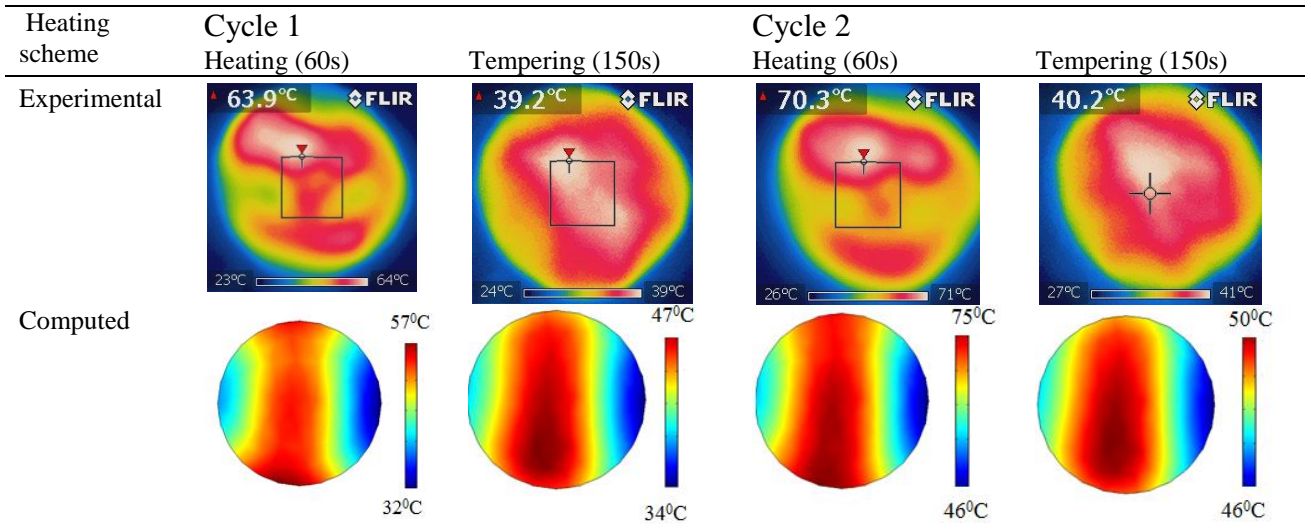 Heating scheme
Cycle 1
Cycle 2
Heating (60s)
Tempering (150s)
Heating (60s)
Tempering (150s)
Experimental
63.9°C FLIR
39.2°C FLIR
70.3°C FLIR
40.2°C FLIR
23°C 64°C
24°C 39°C
26°C 71°C
27°C 41°C
Computed
57⁰C
47⁰C
75⁰C
50⁰C
32⁰C
34⁰C
46⁰C
46⁰C